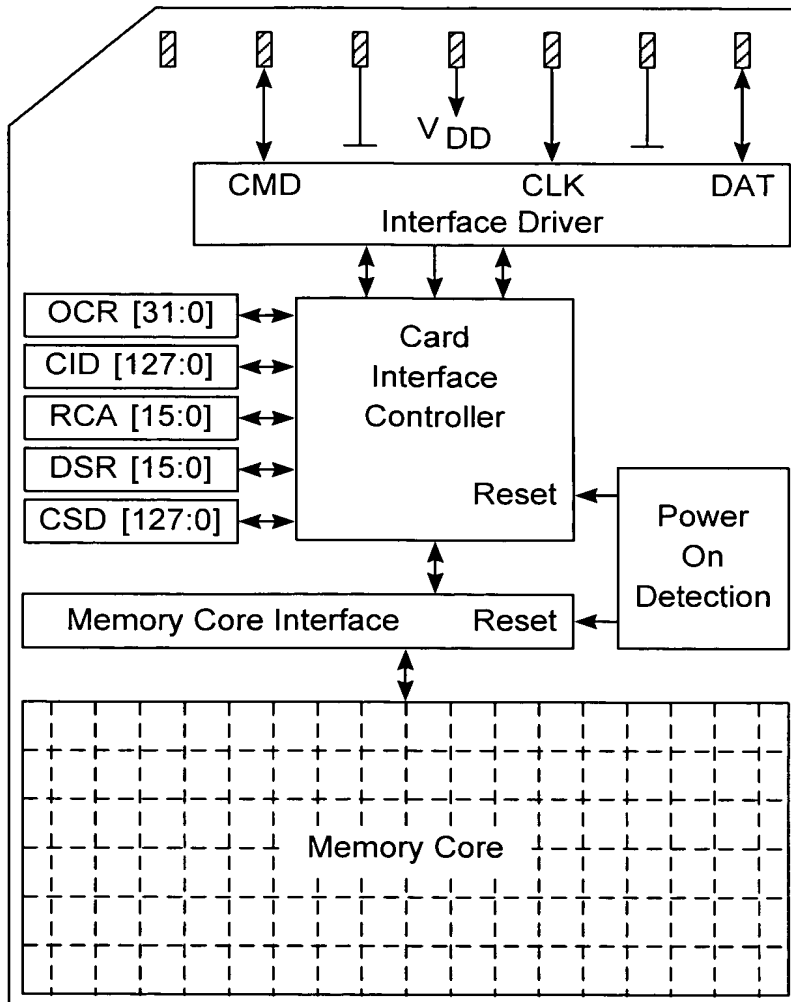 V DD
CMD CLK DAT
Interface Driver
OCR [31:0]
CID [127:0]
RCA [15:0]
DSR [15:0]
CSD [127:0]
Card
Interface
Controller
Reset
Power
On
Detection
Memory Core Interface Reset
Memory Core